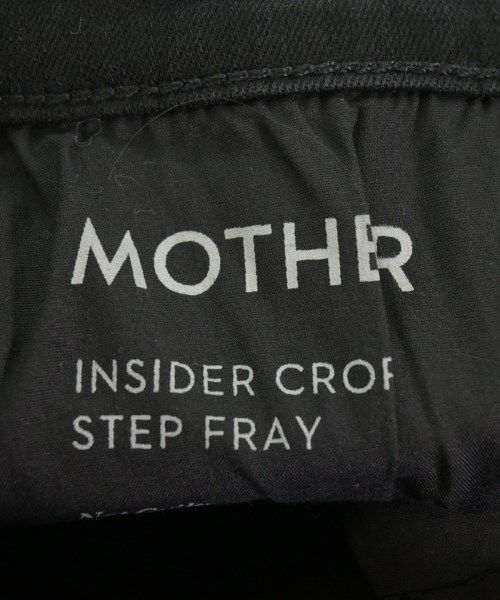 MOTHER
INSIDER CROP
STEP FRAY